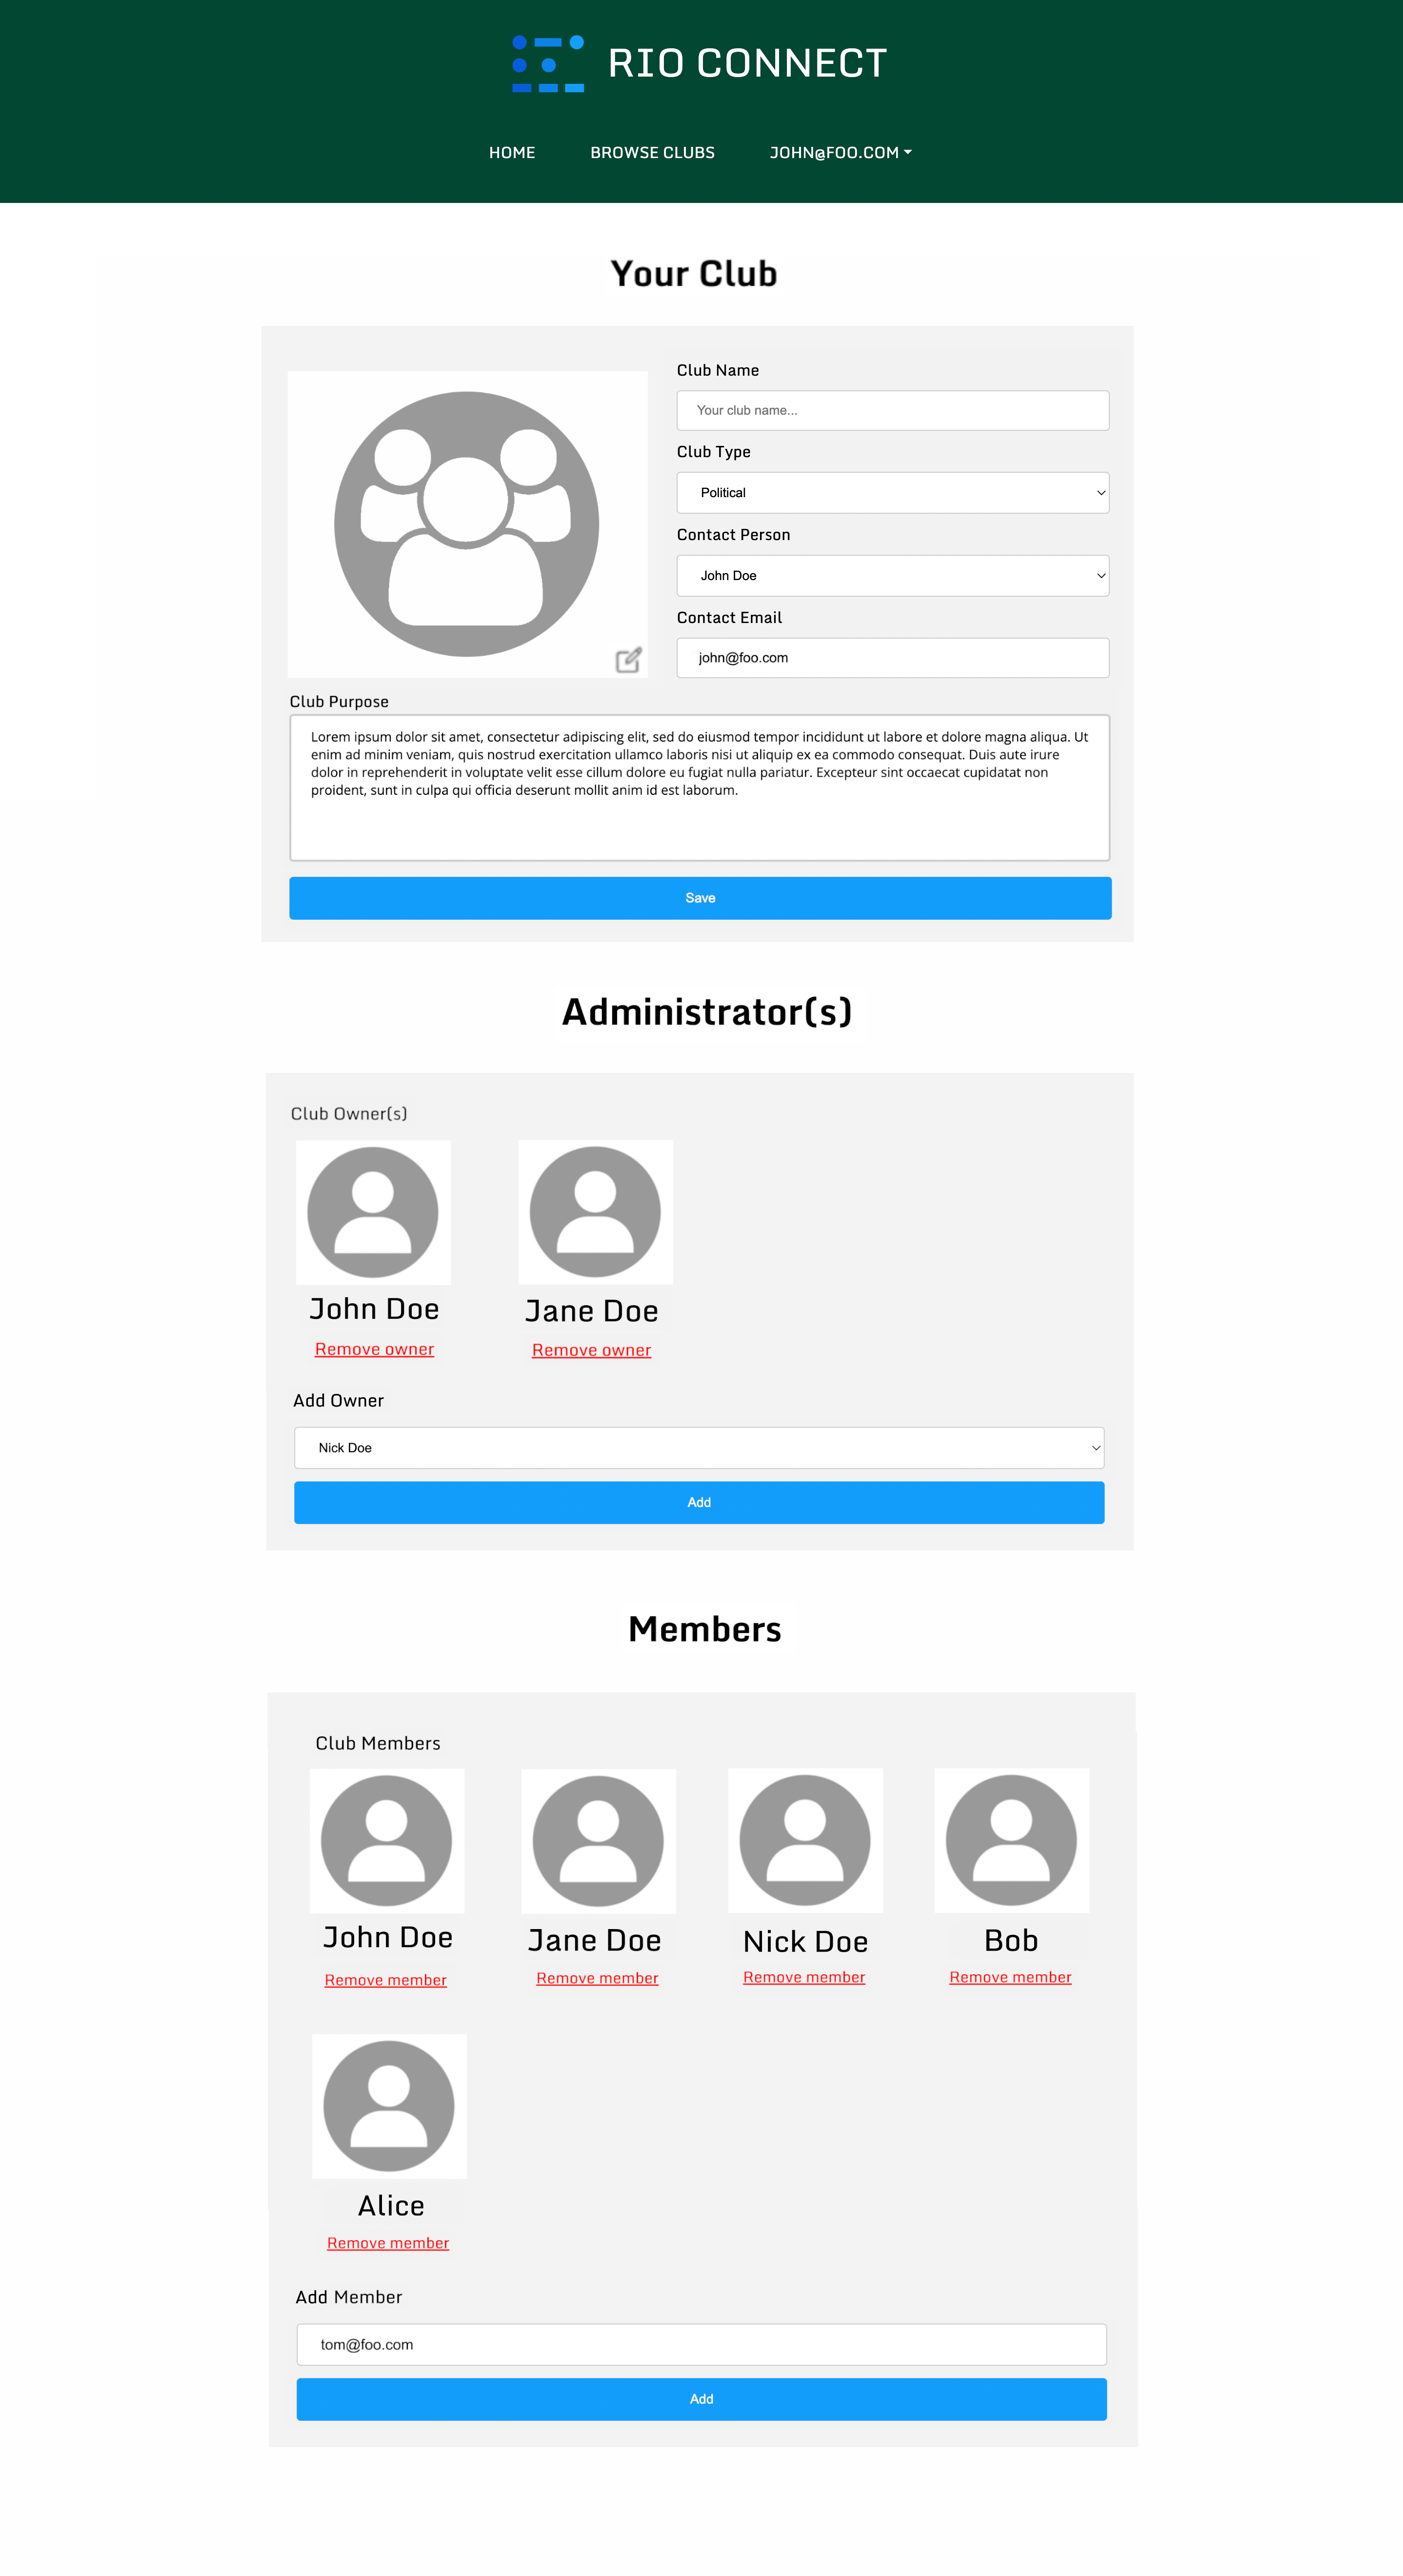 RIO CONNECT
HOME BROWSE CLUBS JOHN@FOO.COM
Your Club
Club Name
Your club name...
Club Type
Political
Contact Person
John Doe
Contact Email
john@foo.com
Club Purpose
Lorem ipsum dolor sit amet, consectetur adipiscing elit, sed do eiusmod tempor incididunt ut labore et dolore magna aliqua. Ut
enim ad minim veniam, quis nostrud exercitation ullamco laboris nisi ut aliquip ex ea commodo consequat. Duis aute irure
dolor in reprehenderit in voluptate velit esse cillum dolore eu fugiat nulla pariatur. Excepteur sint occaecat cupidatat non
proident, sunt in culpa qui officia deserunt mollit anim id est laborum.
Save
Administrator(s)
Club Owner(s)
John Doe Jane Doe
Remove owner Remove owner
Add Owner
Nick Doe
Add
Members
Club Members
John Doe Jane Doe Nick Doe Bob
Remove member Remove member Remove member Remove member
Alice
Remove member
Add Member
tom@foo.com
Add